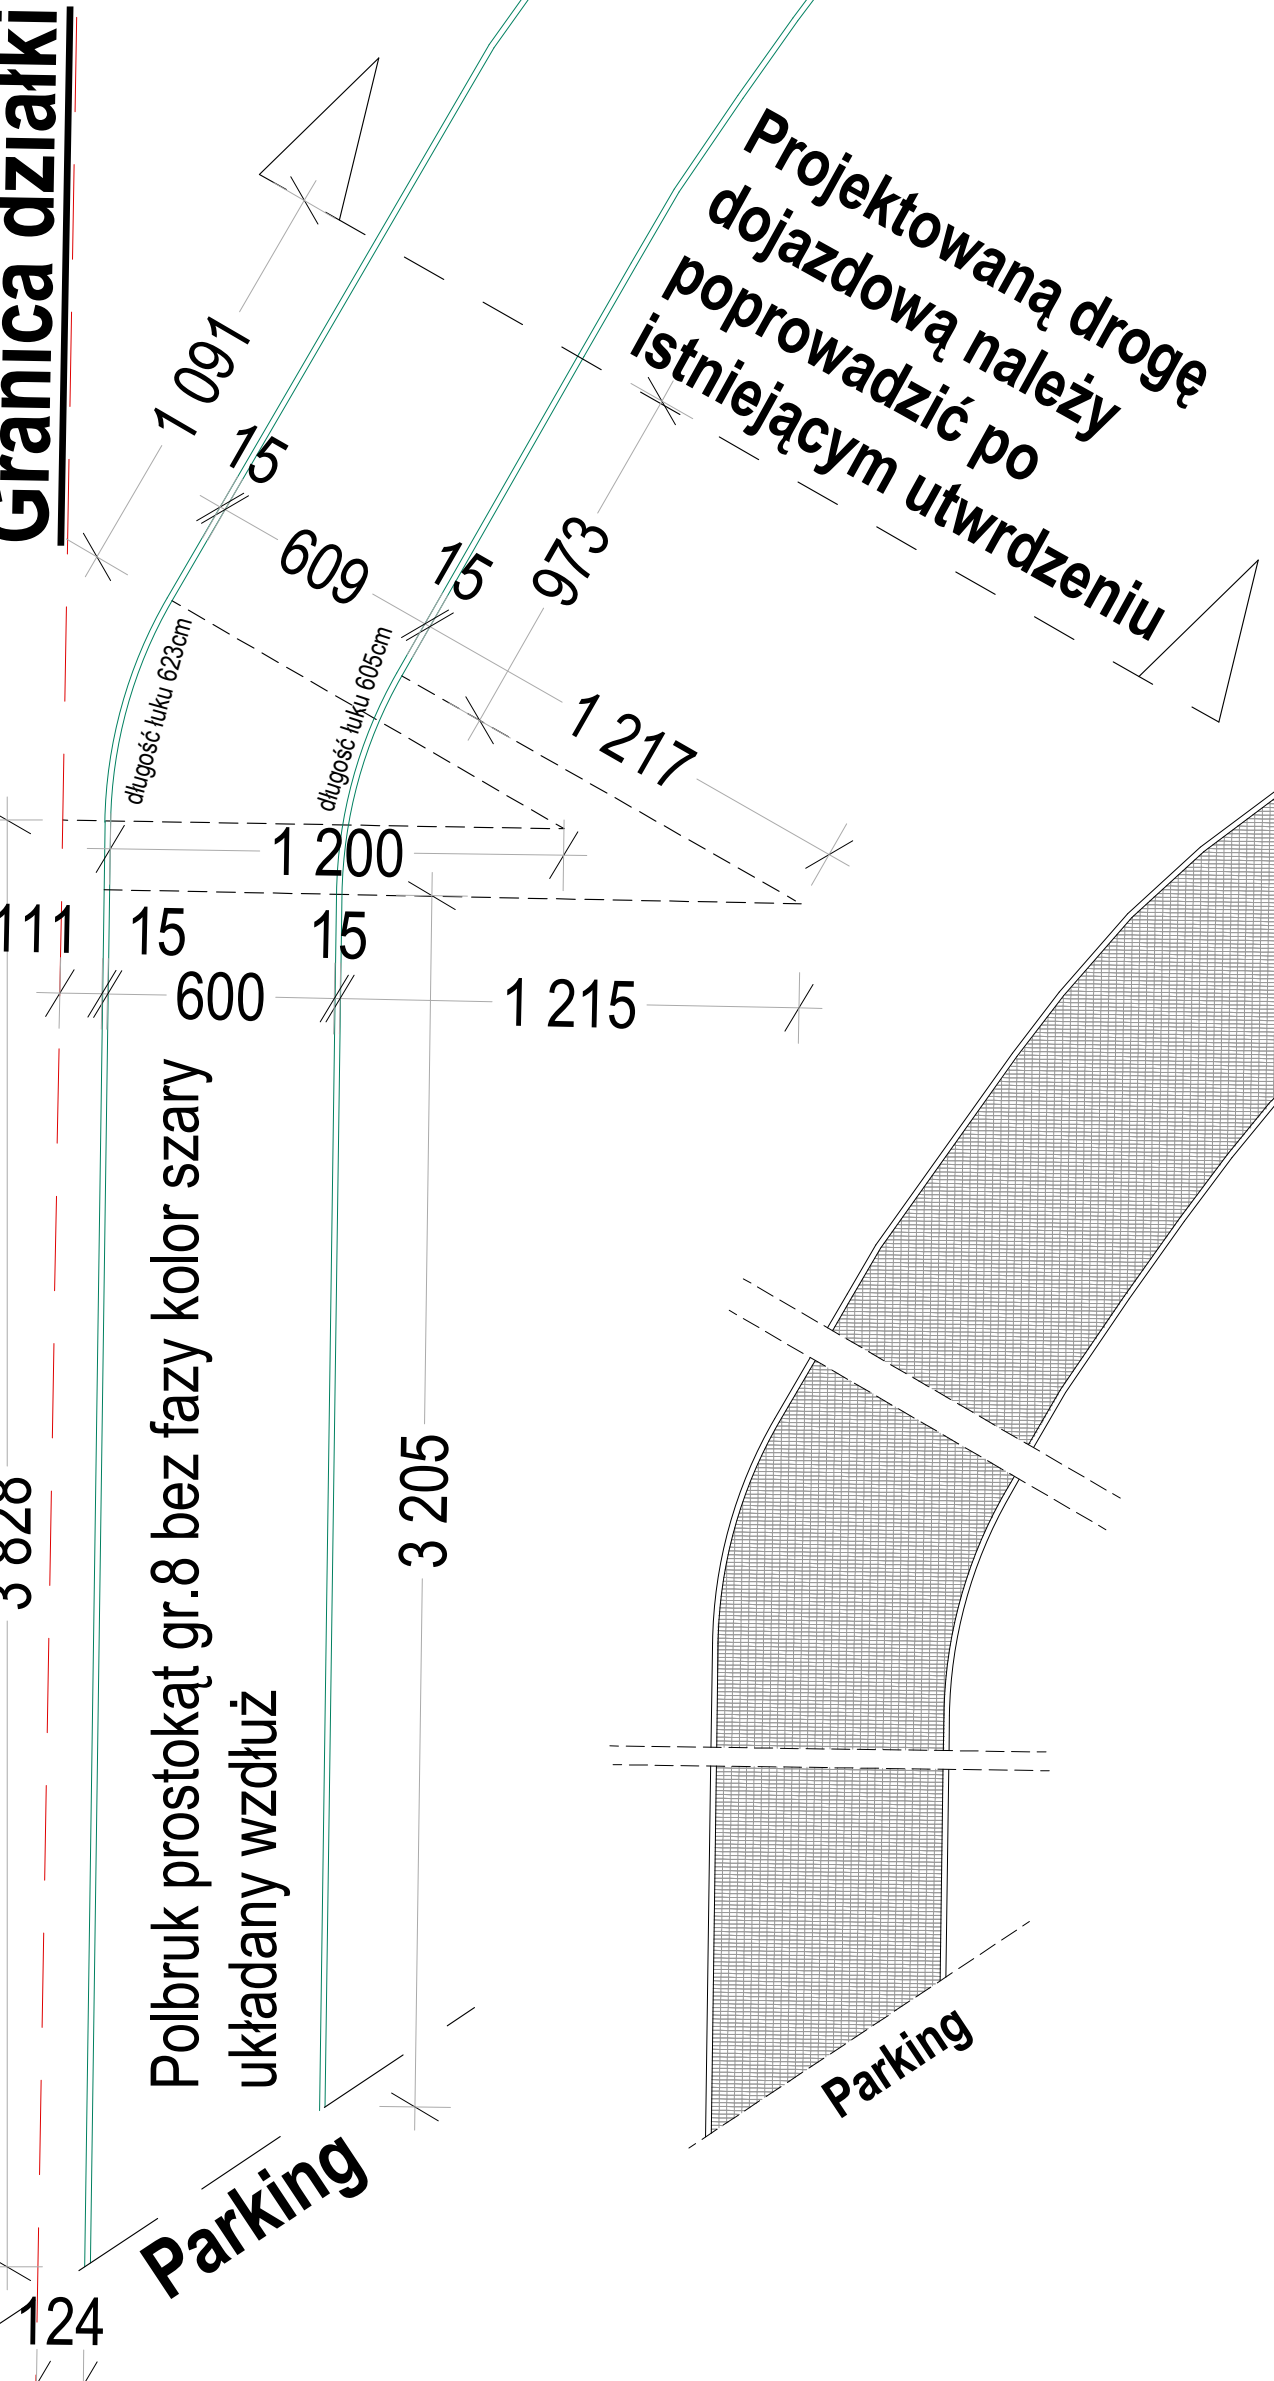 Granica działki
Projektowaną drogę
dojazdową należy
poprowadzić po
istniejącym utwrdzeniu
1 091
15
609
15
973
1 217
długość łuku 623cm
długość łuku 605cm
1 200
111
15
15
600
1 215
Polbruk prostokąt gr.8 bez fazy kolor szary
układany wzdłuż
3 205
3 828
Parking
Parking
124